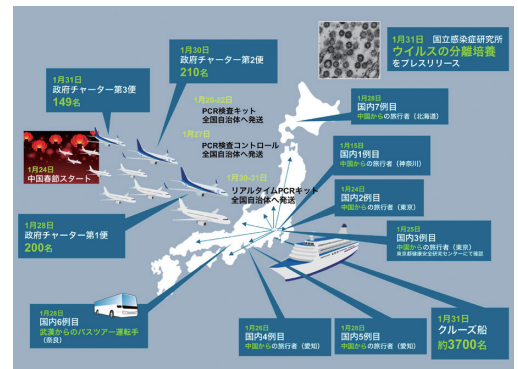 1月31日 国立感染症研究所
ウイルスの分離培養
をプレスリリース
1月30日
政府チャーター第2便
210名
1月31日
政府チャーター第3便
149名
PCR検査キット
全国自治体へ発送
1月27日
PCR検査コントロール
全国自治体へ発送
1月30-31日
リアルタイムPCRキット
全国自治体へ発送
1月24日
中国春節スタート
1月28日
政府チャーター第1便
200名
1月28日
国内7例目
中国からの旅行者（北海道）
1月15日
国内1例目
中国からの旅行者（神奈川）
1月24日
国内2例目
中国からの旅行者（東京）
1月25日
国内3例目
中国からの旅行者（東京）
東京都健康安全研究センターにて確認
1月28日
国内6例目
武漢からのバスツアー運転手
（奈良）
1月26日
国内4例目
中国からの旅行者（愛知）
1月28日
国内5例目
中国からの旅行者（愛知）
1月31日
クルーズ船
約3700名